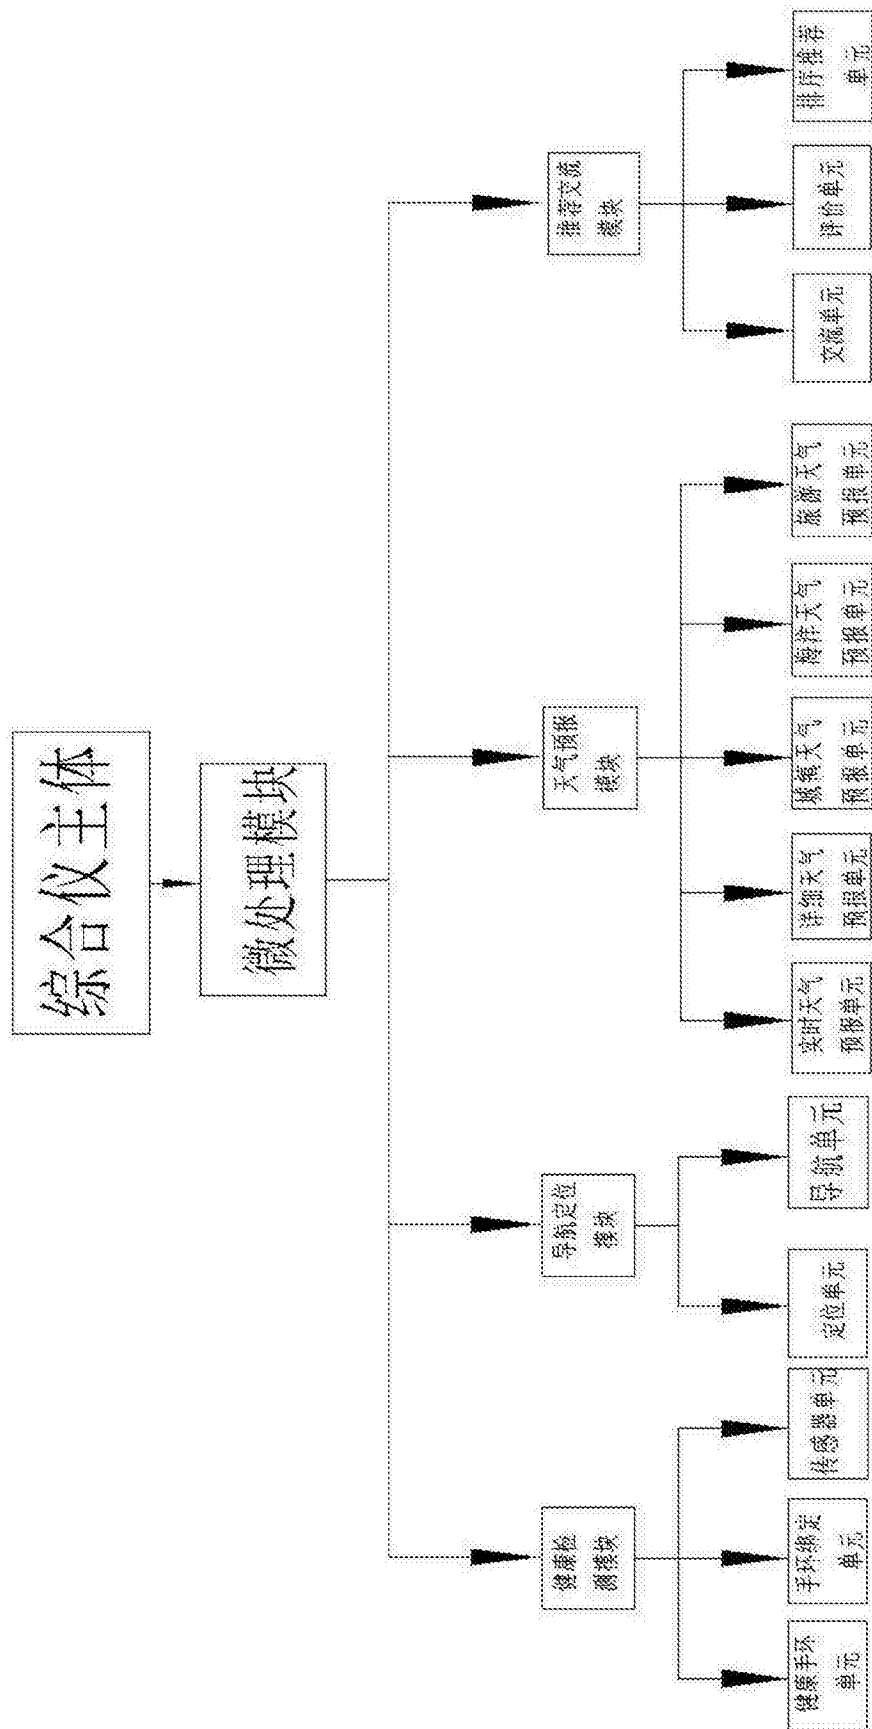 综合仪主体
微处理模块
健康检
测模块
导航定位
模块
天气预报
模块
推荐交流
模块
健康手环
单元
手环绑定
单元
传感器单元
定位单元
导航单元
实时天气
预报单元
详细天气
预报单元
城镇天气
预报单元
海洋天气
预报单元
旅游天气
预报单元
交流单元
评价单元
排序推荐
单元